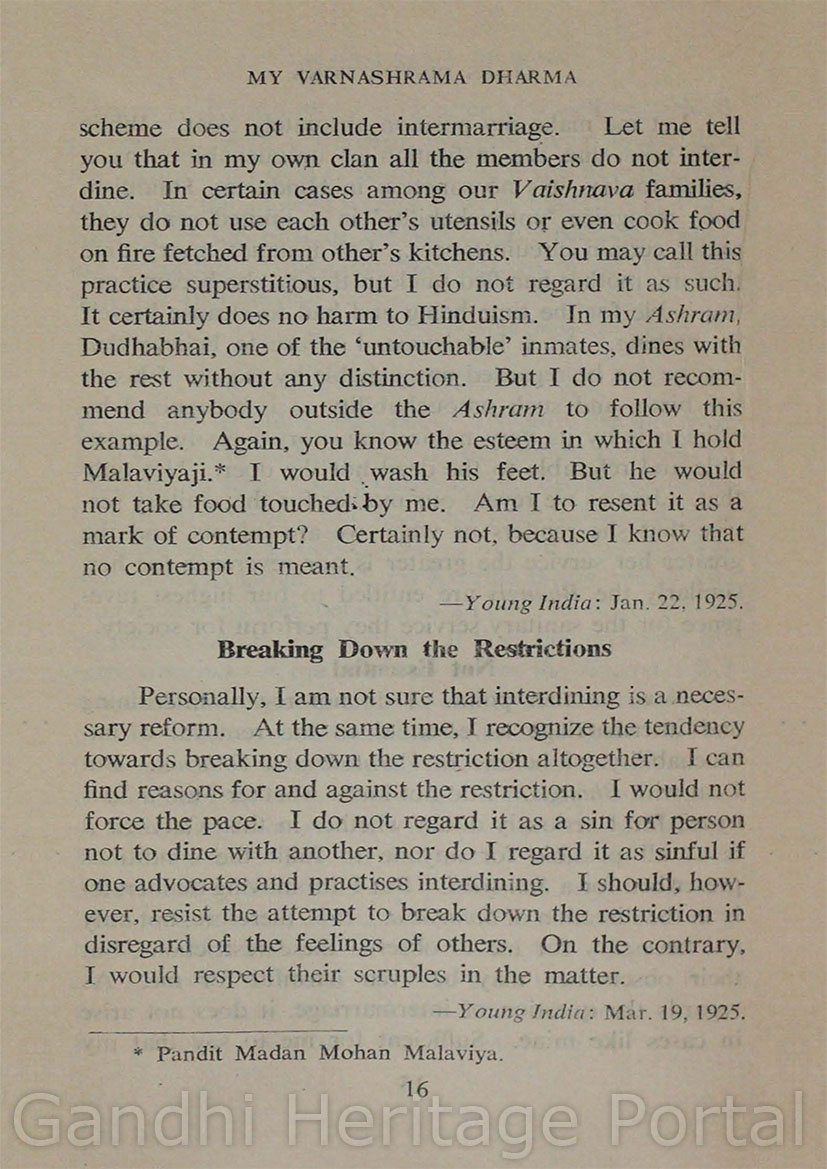 MY VARNASHRAMA DHARMA
scheme does not include intermarriage. Let me tell
you that in my own clan all the members do not inter-
dine. In certain cases among our Vaishnava families,
they do not use each other's utensils or even cook food
on fire fetched from other's kitchens. You may call this
practice superstitious, but I do not regard it as such.
It certainly does no harm to Hinduism. In my Ashram,
Dudhabhai, one of the 'untouchable' inmates, dines with
the rest without any distinction. But I do not recom-
mend anybody outside the Ashram to follow this
example. Again, you know the esteem in which I hold
Malaviyaji.* I would wash his feet. But he would
not take food touched by me. Am I to resent it as a
mark of contempt? Certainly not, because I know that
no contempt is meant.
—Young India: Jan. 22, 1925.
Breaking Down the Restrictions
Personally, I am not sure that interdining is a neces-
sary reform. At the same time, I recognize the tendency
towards breaking down the restriction altogether. I can
find reasons for and against the restriction. I would not
force the pace. I do not regard it as a sin for person
not to dine with another, nor do I regard it as sinful if
one advocates and practises interdining. I should, how-
ever, resist the attempt to break down the restriction in
disregard of the feelings of others. On the contrary,
I would respect their scruples in the matter.
—Young India: Mar. 19, 1925.
* Pandit Madan Mohan Malaviya.
16
Gandhi Heritage Portal